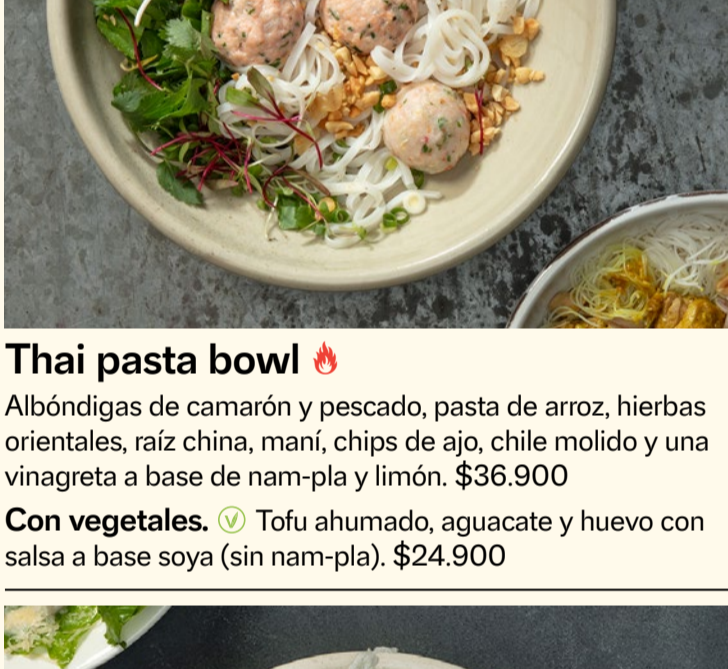 Thai pasta bowl
Albóndigas de camarón y pescado, pasta de arroz, hierbas
orientales, raíz china, maní, chips de ajo, chile molido y una
vinagreta a base de nam-pla y limón. $36.900
Con vegetales. V Tofu ahumado, aguacate y huevo con
salsa a base soya (sin nam-pla). $24.900